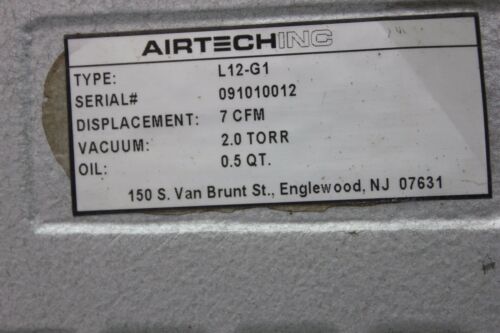 AIRTECHINC
TYPE: L12-G1
SERIAL# 091010012
DISPLACEMENT: 7 CFM
VACUUM: 2.0 TORR
OIL: 0.5 QT.
150 S. Van Brunt St., Englewood, NJ 07631